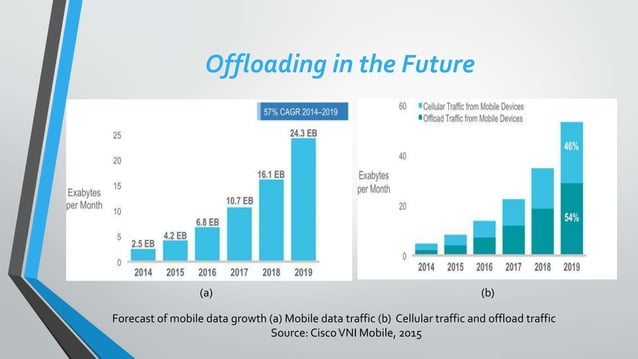 Offloading in the Future
57% CAGR 2014–2019
Exabytes
per Month
25
20
15
10
5
0
2.5 EB
4.2 EB
6.8 EB
10.7 EB
16.1 EB
24.3 EB
2014 2015 2016 2017 2018 2019
(a)
Cellular Traffic from Mobile Devices
Offload Traffic from Mobile Devices
Exabytes
per Month
60
40
20
0
46%
54%
2014 2015 2016 2017 2018 2019
(b)
Forecast of mobile data growth (a) Mobile data traffic (b) Cellular traffic and offload traffic
Source: Cisco VNI Mobile, 2015